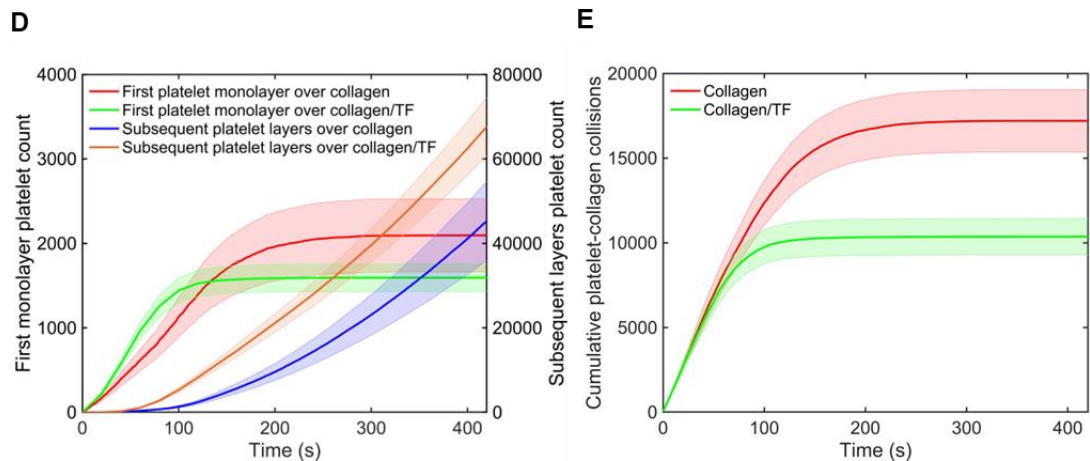 D
4000
3000
2000
1000
0
First monolayer platelet count
First platelet monolayer over collagen
First platelet monolayer over collagen/TF
Subsequent platelet layers over collagen
Subsequent platelet layers over collagen/TF
80000
60000
40000
20000
0
Subsequent layers platelet count
0 100 200 300 400
Time (s)
E
20000
15000
10000
5000
0
Cumulative platelet-collagen collisions
Collagen
Collagen/TF
0 100 200 300 400
Time (s)